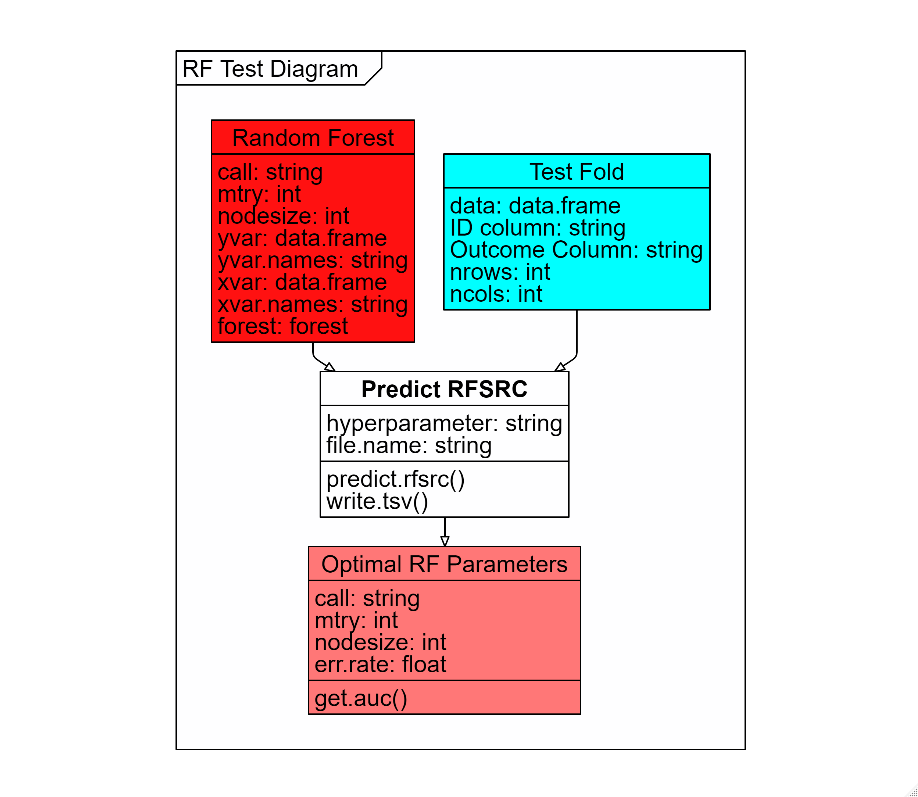 RF Test Diagram
Random Forest
call: string
mtry: int
nodesize: int
yvar: data.frame
yvar.names: string
xvar: data.frame
xvar.names: string
forest: forest
Test Fold
data: data.frame
ID column: string
Outcome Column: string
nrows: int
ncols: int
Predict RFSRC
hyperparameter: string
file.name: string
predict.rfsrc()
write.tsv()
Optimal RF Parameters
call: string
mtry: int
nodesize: int
err.rate: float
get.auc()